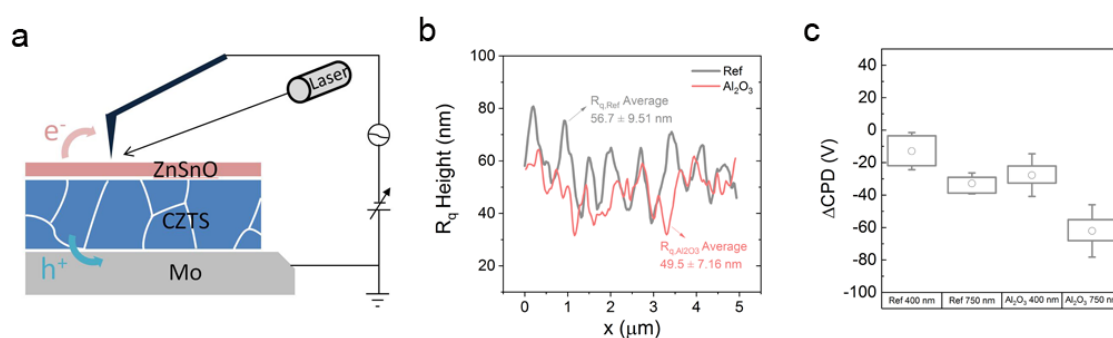 a
Laser
e⁻
ZnSnO
CZTS
h⁺
Mo
b
Rq Height (nm)
100
80
60
40
20
Ref
Al₂O₃
Rq,Ref Average
56.7 ± 9.51 nm
Rq,Al2O3 Average
49.5 ± 7.16 nm
0
1
2
3
4
5
x (μm)
c
ΔCPD (V)
0
-20
-40
-60
-80
-100
Ref 400 nm
Ref 750 nm
Al₂O₃ 400 nm
Al₂O₃ 750 nm